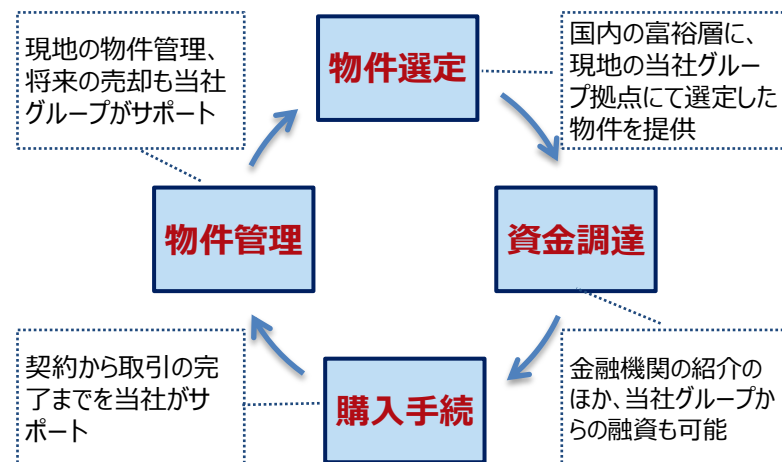 物件選定
国内の富裕層に、
現地の当社グルー
プ拠点にて選定した
物件を提供
資金調達
金融機関の紹介の
ほか、当社グループか
らの融資も可能
購入手続
契約から取引の完
了までを当社がサ
ポート
物件管理
現地の物件管理、
将来の売却も当社
グループがサポート